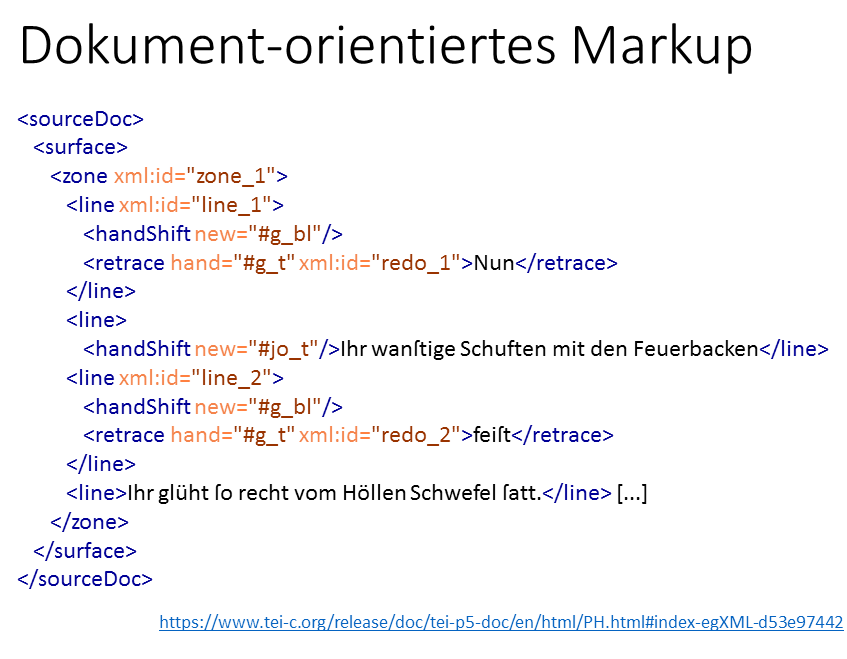 Dokument-orientiertes Markup
<sourceDoc>
<surface>
<zone xml:id="zone_1">
<line xml:id="line_1">
<handShift new="#g_bl"/>
<retrace hand="#g_t" xml:id="redo_1">Nun</retrace>
</line>
<line>
<handShift new="#jo_t"/>Ihr wanſtige Schuften mit den Feuerbacken</line>
<line xml:id="line_2">
<handShift new="#g_bl"/>
<retrace hand="#g_t" xml:id="redo_2">feiſt</retrace>
</line>
<line>Ihr glüht ſo recht vom Höllen Schwefel ſatt.</line> [...]
</zone>
</surface>
</sourceDoc>
https://www.tei-c.org/release/doc/tei-p5-doc/en/html/PH.html#index-egXML-d53e97442